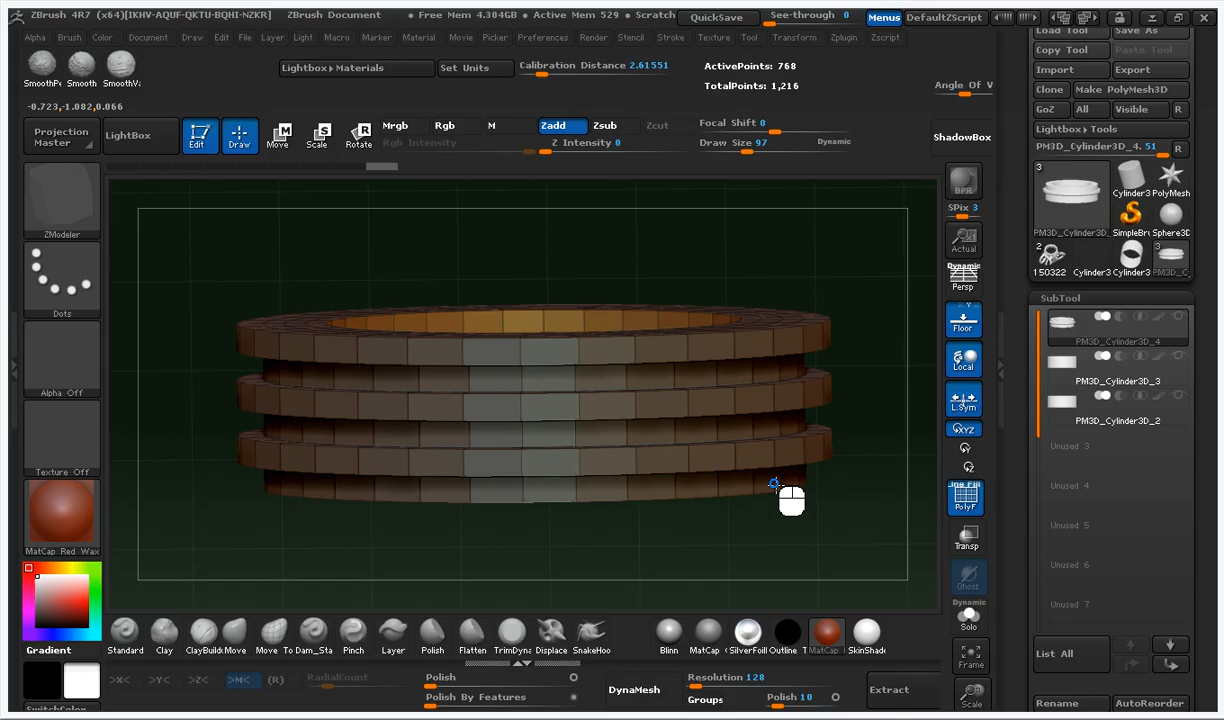 ZBrush 4R7 (x64)[IKHV-AQUF-QKTU-BQHI-NZKR] ZBrush Document • Free Mem 4.304GB • Active Mem 529 • Scratch QuickSave See-through 0 Menus DefaultZScript
Alpha Brush Color Document Draw Edit File Layer Light Macro Marker Material Movie Picker Preferences Render Stencil Stroke Texture Tool Transform Zplugin Zscript
SmoothPe Smooth SmoothVa
Lightbox▸Materials Set Units Calibration Distance 2.61551
ActivePoints: 768
TotalPoints: 1,216
Angle Of V
-0.723,-1.082,0.066
Projection
Master
LightBox
Edit Draw Move Scale Rotate
Mrgb Rgb M
Rgb Intensity
Zadd Zsub Zcut
Z Intensity 0
Focal Shift 0
Draw Size 97 Dynamic
ShadowBox
ZModeler
Dots
Alpha Off
Texture Off
MatCap Red Wax
Gradient
SwitchColor
BPR
SPix 3
Actual
Dynamic
Persp
Floor
Local
L.Sym
XYZ
Line Fill
PolyF
Transp
Ghost
Dynamic
Solo
Frame
Scale
Load Tool Save As
Copy Tool Paste Tool
Import Export
Clone Make PolyMesh3D
GoZ All Visible R
Lightbox▸Tools
PM3D_Cylinder3D_4. 51 R
3
Cylinder3 PolyMesh
PM3D_Cylinder3D_ SimpleBru Sphere3D
2 3
150322 Cylinder3 Cylinder3 PM3D_C
SubTool
PM3D_Cylinder3D_4
PM3D_Cylinder3D_3
PM3D_Cylinder3D_2
Unused 3
Unused 4
Unused 5
Unused 6
Unused 7
List All
Rename AutoReorder
Standard Clay ClayBuild Move Move To Dam_Sta Pinch Layer Polish Flatten TrimDyna Displace SnakeHoo
Blinn MatCap SilverFoil Outline T MatCap SkinShade
>X< >Y< >Z< >M< (R) RadialCount
Polish
Polish By Features
DynaMesh
Resolution 128
Groups Polish 10
Extract